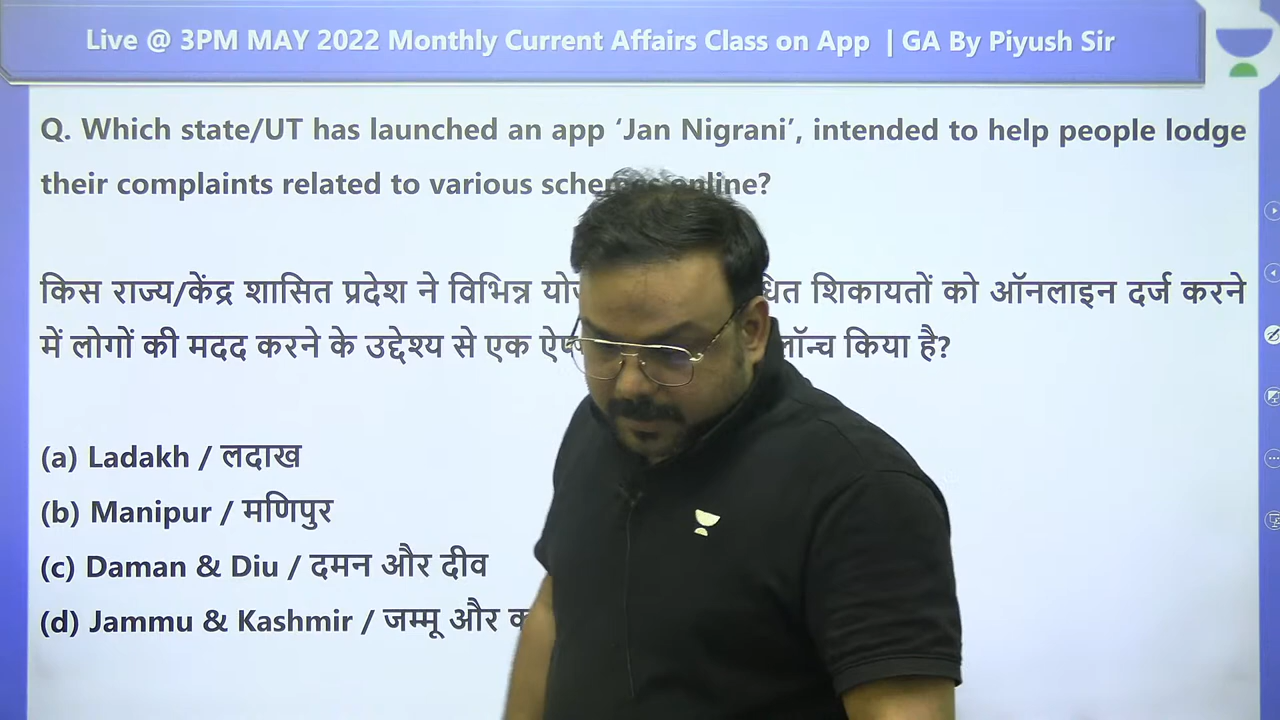 Live @ 3PM MAY 2022 Monthly Current Affairs Class on App | GA By Piyush Sir
Q. Which state/UT has launched an app ‘Jan Nigrani’, intended to help people lodge
their complaints related to various schemes online?
किस राज्य/केंद्र शासित प्रदेश ने विभिन्न शिकायतों को ऑनलाइन दर्ज करने
में लोगों की मदद करने के उद्देश्य से एक किया है?
(a) Ladakh / लदाख
(b) Manipur / मणिपुर
(c) Daman & Diu / दमन और दीव
(d) Jammu & Kashmir / जम्मू और